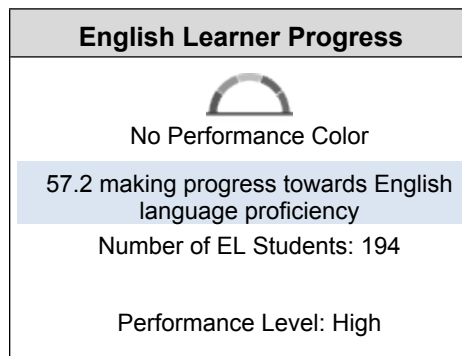 English Learner Progress
No Performance Color
57.2 making progress towards English
language proficiency
Number of EL Students: 194
Performance Level: High